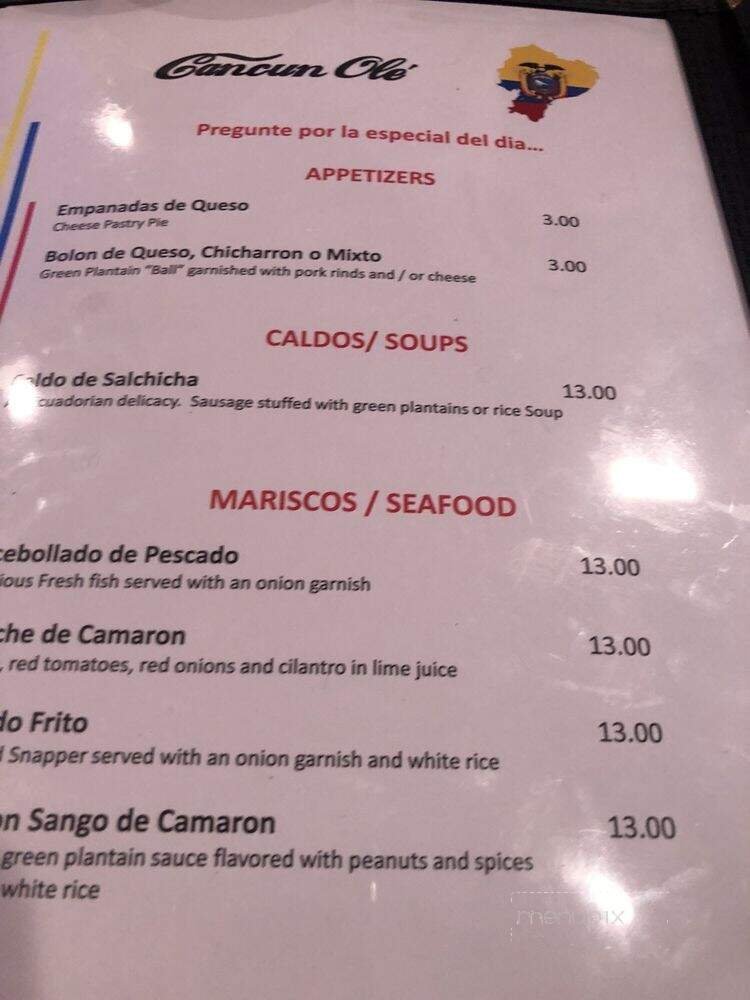 Cancun Olé
Pregunte por la especial del dia...
APPETIZERS
Empanadas de Queso 3.00
Cheese Pastry Pie
Bolon de Queso, Chicharron o Mixto 3.00
Green Plantain "Ball" garnished with pork rinds and / or cheese
CALDOS/ SOUPS
ldo de Salchicha 13.00
cuadorian delicacy. Sausage stuffed with green plantains or rice Soup
MARISCOS / SEAFOOD
cebollado de Pescado 13.00
ious Fresh fish served with an onion garnish
che de Camaron 13.00
, red tomatoes, red onions and cilantro in lime juice
do Frito 13.00
Snapper served with an onion garnish and white rice
on Sango de Camaron 13.00
green plantain sauce flavored with peanuts and spices
white rice
menupix